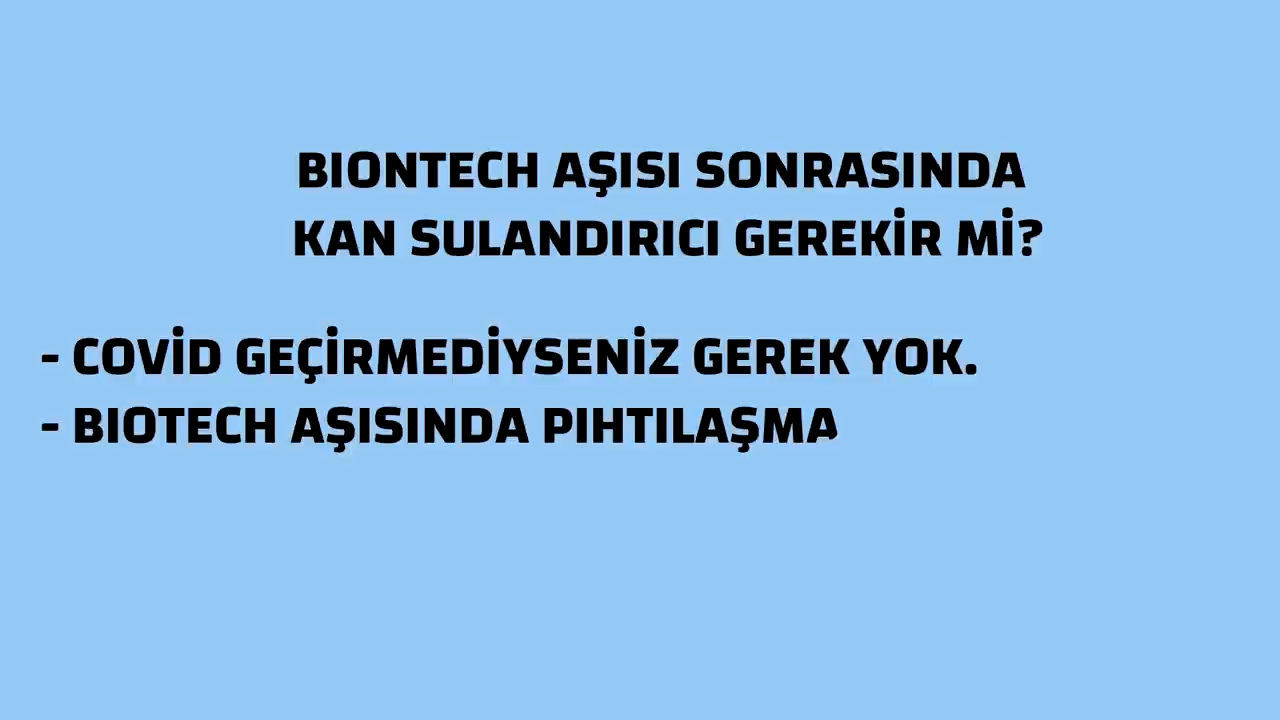 BIONTECH AŞISI SONRASINDA
KAN SULANDIRICI GEREKİR Mİ?
- COVİD GEÇİRMEDİYSENİZ GEREK YOK.
- BIOTECH AŞISINDA PIHTILAŞMA